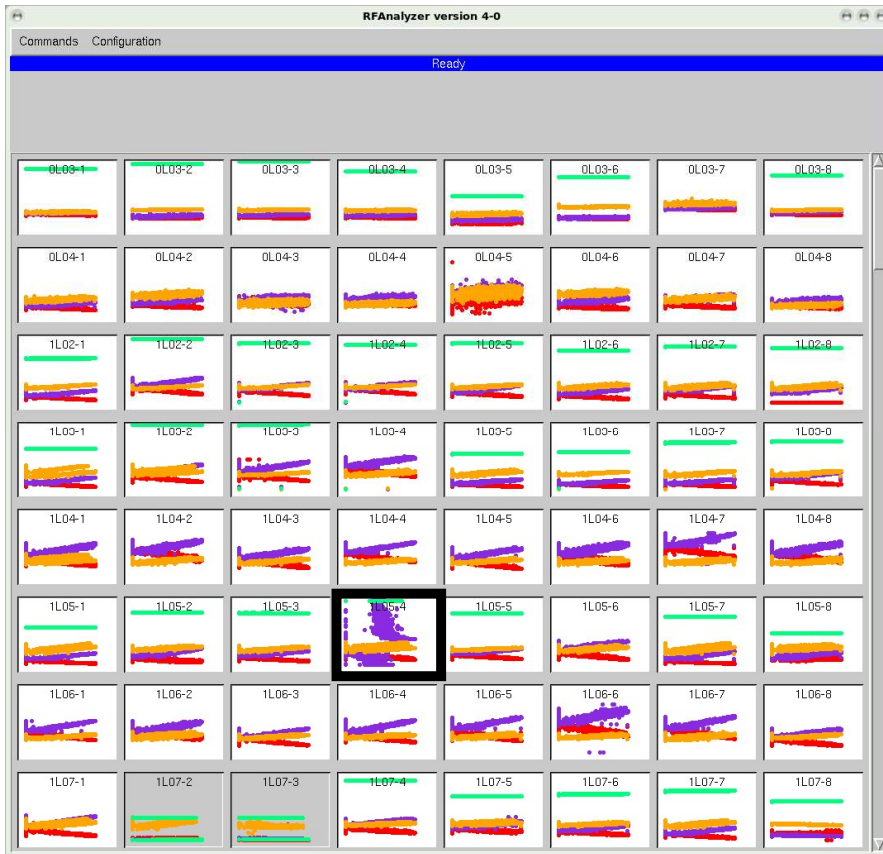 RFAnalyzer version 4-0
Commands Configuration
Ready
0L03-1 0L03-2 0L03-3 0L03-4 0L03-5 0L03-6 0L03-7 0L03-8
0L04-1 0L04-2 0L04-3 0L04-4 0L04-5 0L04-6 0L04-7 0L04-8
1L02-1 1L02-2 1L02-3 1L02-4 1L02-5 1L02-6 1L02-7 1L02-8
1L03-1 1L03-2 1L03-3 1L03-4 1L03-5 1L03-6 1L03-7 1L03-8
1L04-1 1L04-2 1L04-3 1L04-4 1L04-5 1L04-6 1L04-7 1L04-8
1L05-1 1L05-2 1L05-3 1L05-4 1L05-5 1L05-6 1L05-7 1L05-8
1L06-1 1L06-2 1L06-3 1L06-4 1L06-5 1L06-6 1L06-7 1L06-8
1L07-1 1L07-2 1L07-3 1L07-4 1L07-5 1L07-6 1L07-7 1L07-8